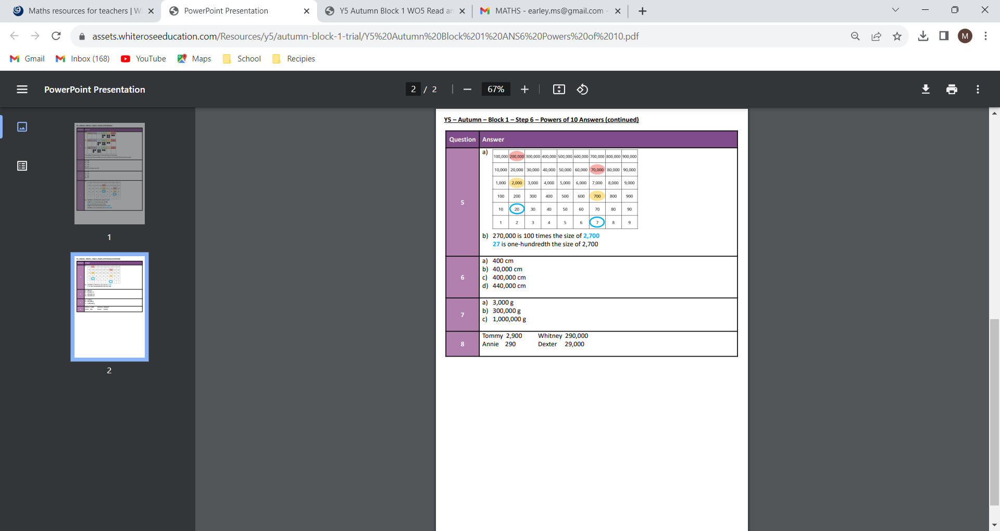 Maths resources for teachers | W
PowerPoint Presentation
Y5 Autumn Block 1 WO5 Read an
MATHS - earley.ms@gmail.com -
assets.whiteroseeducation.com/Resources/y5/autumn-block-1-trial/Y5%20Autumn%20Block%201%20ANS6%20Powers%20of%2010.pdf
M
Gmail
Inbox (168)
YouTube
Maps
School
Recipies
PowerPoint Presentation
2 / 2
67%
1
2
Y5 – Autumn – Block 1 – Step 6 – Powers of 10 Answers (continued)
Question Answer
5
a)
100,000 200,000 300,000 400,000 500,000 600,000 700,000 800,000 900,000
10,000 20,000 30,000 40,000 50,000 60,000 70,000 80,000 90,000
1,000 2,000 3,000 4,000 5,000 6,000 7,000 8,000 9,000
100 200 300 400 500 600 700 800 900
10 20 30 40 50 60 70 80 90
1 2 3 4 5 6 7 8 9
b) 270,000 is 100 times the size of 2,700
27 is one-hundredth the size of 2,700
6
a) 400 cm
b) 40,000 cm
c) 400,000 cm
d) 440,000 cm
7
a) 3,000 g
b) 300,000 g
c) 1,000,000 g
8
Tommy 2,900 Whitney 290,000
Annie 290 Dexter 29,000